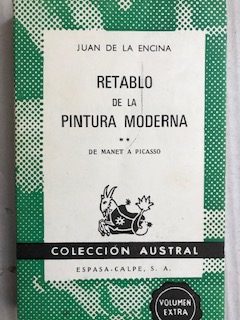 JUAN DE LA ENCINA
RETABLO
DE LA
PINTURA MODERNA
**
DE MANET A PICASSO
COLECCIÓN AUSTRAL
ESPASA-CALPE, S. A.
VOLUMEN
EXTRA